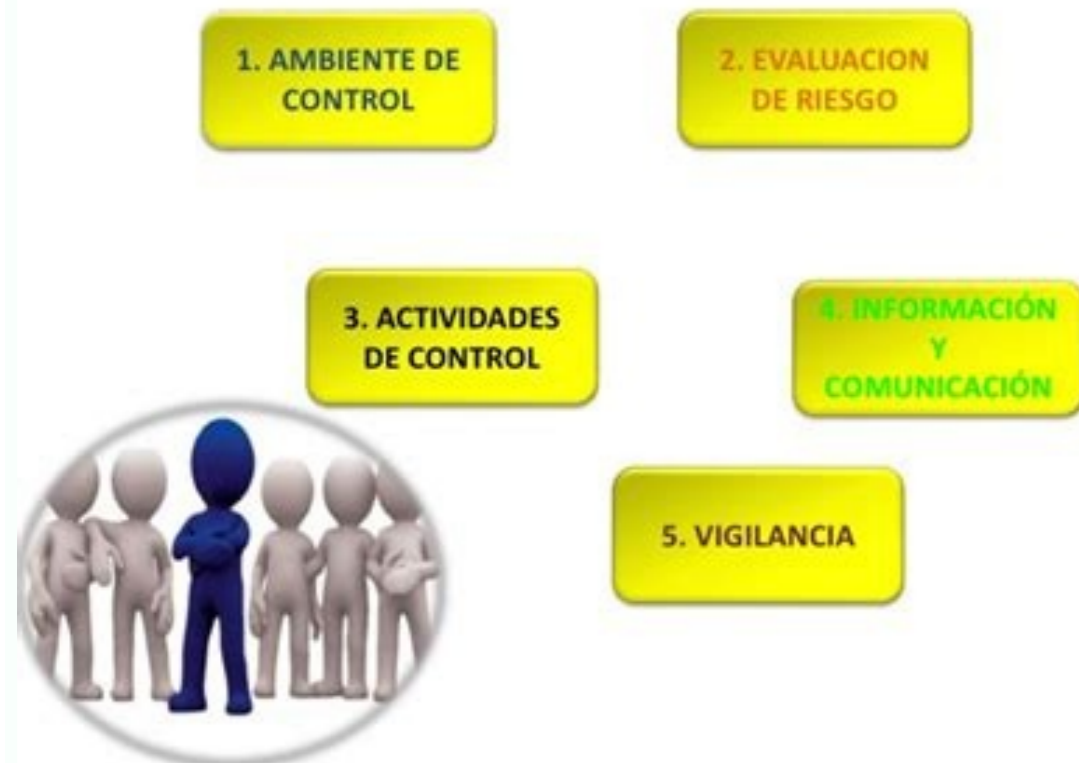 1. AMBIENTE DE
CONTROL
2. EVALUACION
DE RIESGO
3. ACTIVIDADES
DE CONTROL
4. INFORMACIÓN
Y
COMUNICACIÓN
5. VIGILANCIA